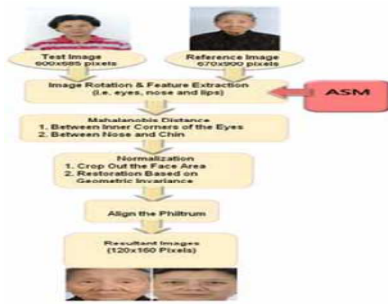 Test Image
600x685 pixels
Reference Image
670x900 pixels
Image Rotation & Feature Extraction
(i.e. eyes, nose and lips)
ASM
Mahalanobis Distance
1. Between Inner Corners of the Eyes
2. Between Nose and Chin
Normalization
1. Crop Out the Face Area
2. Restoration Based on
Geometric Invariance
Align the Philtrum
Resultant Images
(120x160 Pixels)